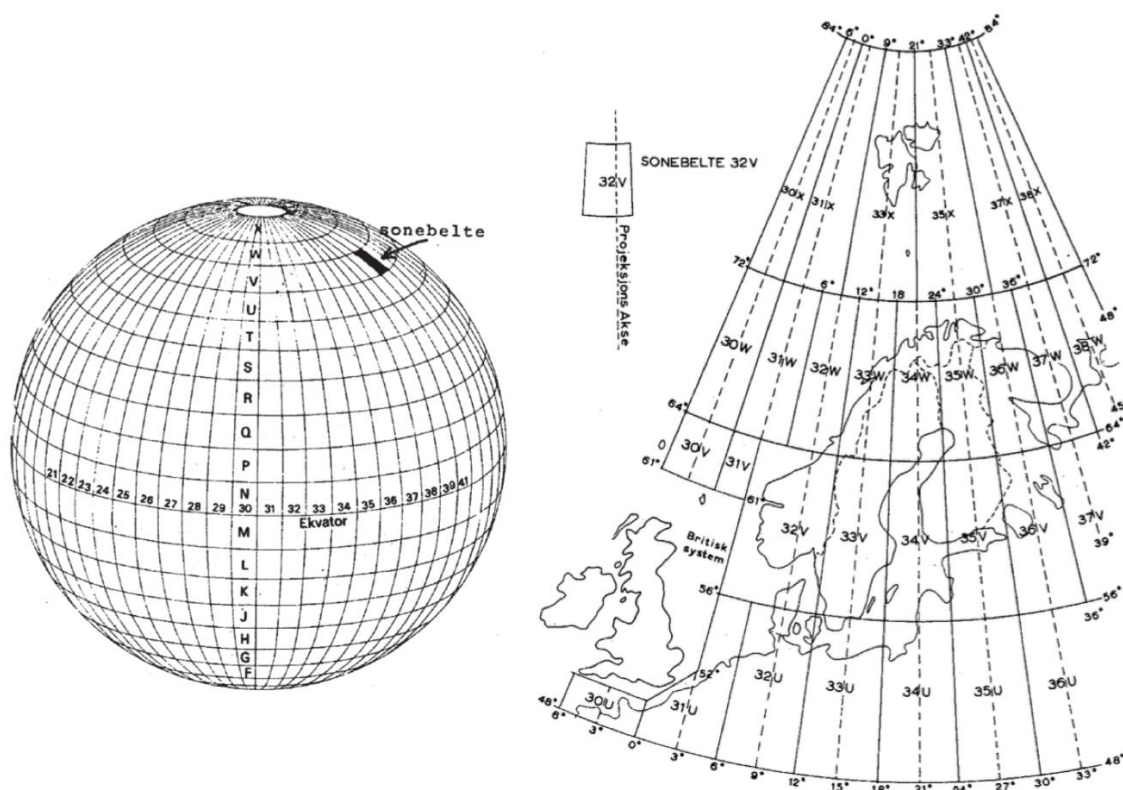 sonebelte
X
W
V
U
T
S
R
Q
P
N
21 22 23 24 25 26 27 28 29 30 31 32 33 34 35 36 37 38 39 41
Ekvator
M
L
K
J
H
G
F
SONEBELTE 32V
32V
Projeksjons Akse
84° 6° 0° 9° 21° 33° 42° 84°
30X 31X 33X 35X 37X 38X
72° 6° 12° 18 24° 30° 36° 72°
48°
30W 31W 32W 33W 34W 35W 36W 37W 38W
45
64° 64°
42°
30V 31V
61° 61°
32V 33V 34V 35V 36V 37V
39°
Britisk
system
56° 56°
36°
52°
30U 31U 32U 33U 34U 35U 36U
48° 48°
6° 3° 0° 3° 6° 9° 12° 15° 18° 21° 24° 27° 30° 33°